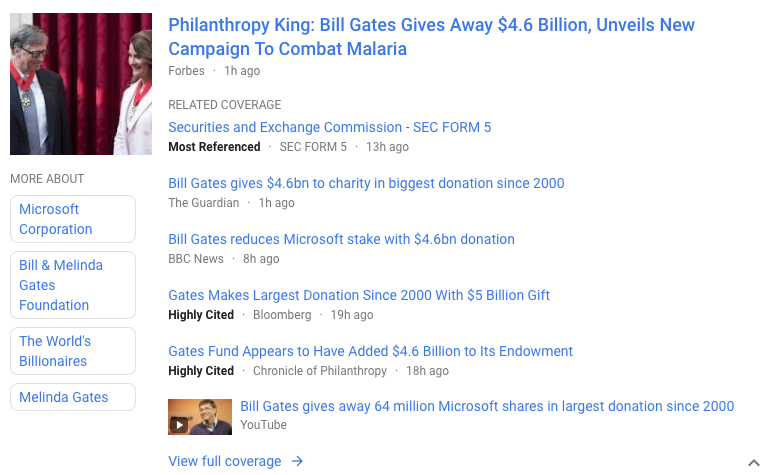 Philanthropy King: Bill Gates Gives Away $4.6 Billion, Unveils New
Campaign To Combat Malaria
Forbes · 1h ago
RELATED COVERAGE
Securities and Exchange Commission - SEC FORM 5
Most Referenced · SEC FORM 5 · 13h ago
Bill Gates gives $4.6bn to charity in biggest donation since 2000
The Guardian · 1h ago
Bill Gates reduces Microsoft stake with $4.6bn donation
BBC News · 8h ago
Gates Makes Largest Donation Since 2000 With $5 Billion Gift
Highly Cited · Bloomberg · 19h ago
Gates Fund Appears to Have Added $4.6 Billion to Its Endowment
Highly Cited · Chronicle of Philanthropy · 18h ago
Bill Gates gives away 64 million Microsoft shares in largest donation since 2000
YouTube
View full coverage →
MORE ABOUT
Microsoft
Corporation
Bill & Melinda
Gates
Foundation
The World's
Billionaires
Melinda Gates